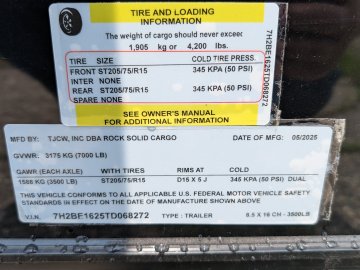 TIRE AND LOADING
INFORMATION
The weight of cargo should never exceed
1,905 kg or 4,200 lbs.
TIRE SIZE COLD TIRE PRESS.
FRONT ST205/75/R15 345 KPA (50 PSI)
INTER NONE
REAR ST205/75/R15 345 KPA (50 PSI)
SPARE NONE
SEE OWNER'S MANUAL
FOR ADDITIONAL INFORMATION
7H2BE1625TD068272
MFG BY: TJCW, INC DBA ROCK SOLID CARGO DATE OF MFG: 05/2025
GVWR: 3175 KG (7000 LB)
GAWR (EACH AXLE) WITH TIRES RIMS AT COLD
1588 KG (3500 LB) ST205/75/R15 D15 X 5 J 345 KPA (50 PSI) DUAL
THIS VEHICLE CONFORMS TO ALL APPLICABLE U.S. FEDERAL MOTOR VEHICLE SAFETY
STANDARDS IN EFFECT ON THE DATE OF MANUFACTURE SHOWN ABOVE
V.I.N. 7H2BF1625TD068272 TYPE : TRAILER 8.5 X 16 CH - 3500LB